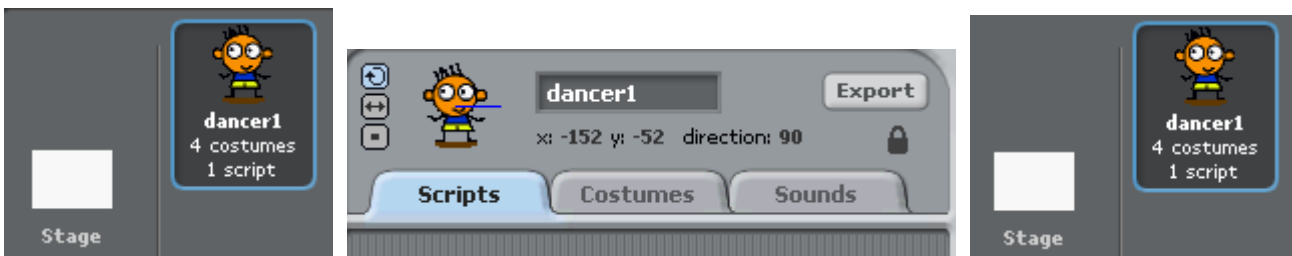 dancer1
4 costumes
1 script
Stage
dancer1
Export
x: -152 y: -52 direction: 90
Scripts
Costumes
Sounds
dancer1
4 costumes
1 script
Stage